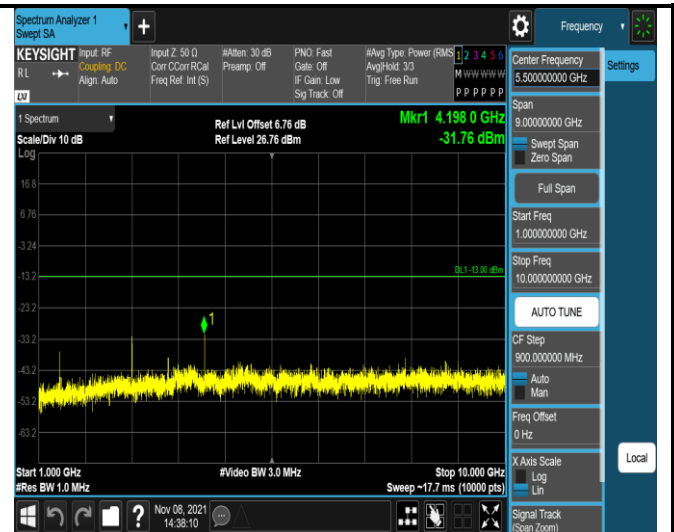 Spectrum Analyzer 1
Swept SA
+
Frequency
KEYSIGHT
RL
LXI
Input: RF
Coupling: DC
Align: Auto
Input Z: 50 Ω
Corr CCorr RCal
Freq Ref: Int (S)
#Atten: 30 dB
Preamp: Off
PNO: Fast
Gate: Off
IF Gain: Low
Sig Track: Off
#Avg Type: Power (RMS
Avg|Hold: 3/3
Trig: Free Run
1 2 3 4 5 6
M W W W W W
P P P P P P
1 Spectrum
Scale/Div 10 dB
Log
Ref Lvl Offset 6.76 dB
Ref Level 26.76 dBm
Mkr1 4.198 0 GHz
-31.76 dBm
16.8
6.76
-3.24
-13.2
DL1 -13.00 dBm
-23.2
1
-33.2
-43.2
-53.2
-63.2
Start 1.000 GHz
#Res BW 1.0 MHz
#Video BW 3.0 MHz
Stop 10.000 GHz
Sweep ~17.7 ms (10000 pts)
Nov 08, 2021
14:38:10
?
Center Frequency
5.500000000 GHz
Span
9.00000000 GHz
Swept Span
Zero Span
Full Span
Start Freq
1.000000000 GHz
Stop Freq
10.000000000 GHz
AUTO TUNE
CF Step
900.000000 MHz
Auto
Man
Freq Offset
0 Hz
X Axis Scale
Log
Lin
Signal Track
(Span Zoom)
Settings
Local